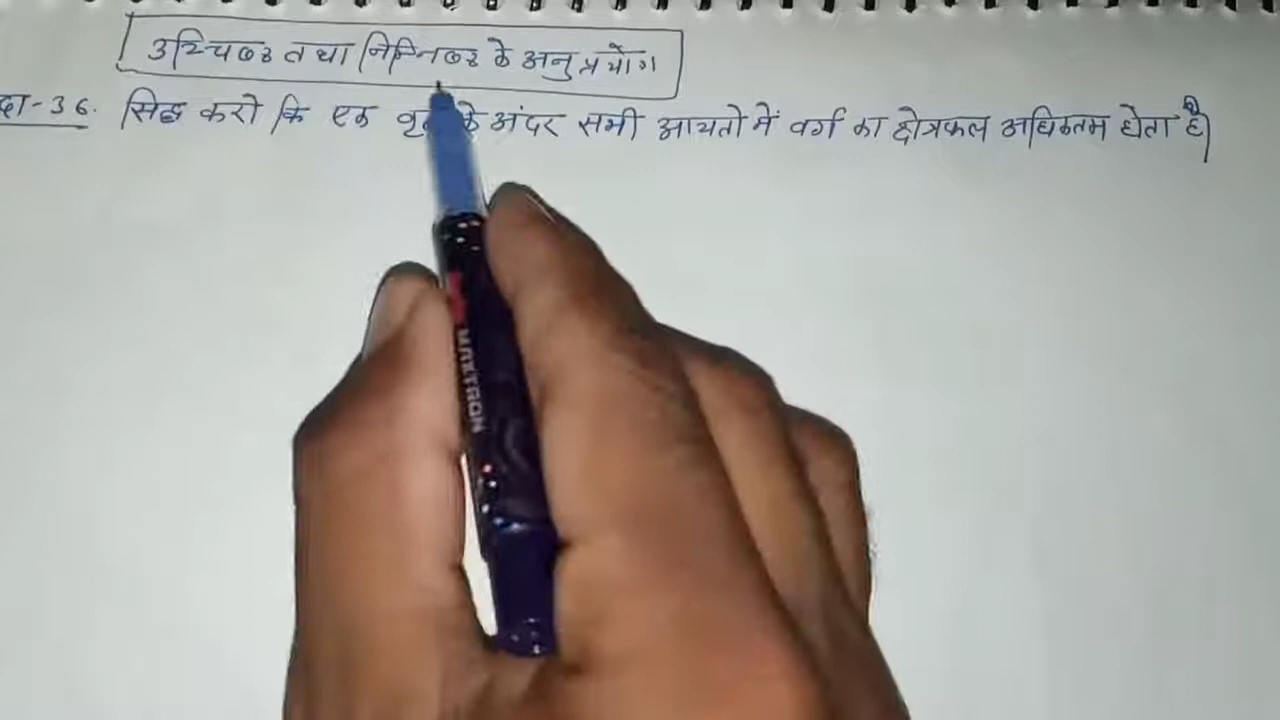 उच्चिष्ठ तथा निम्निष्ठ के अनुप्रयोग
दा-36. सिद्ध करो कि एक के अंदर सभी आयतो में वर्ग का क्षेत्रफल अधिकतम होता है।
MAXTRON